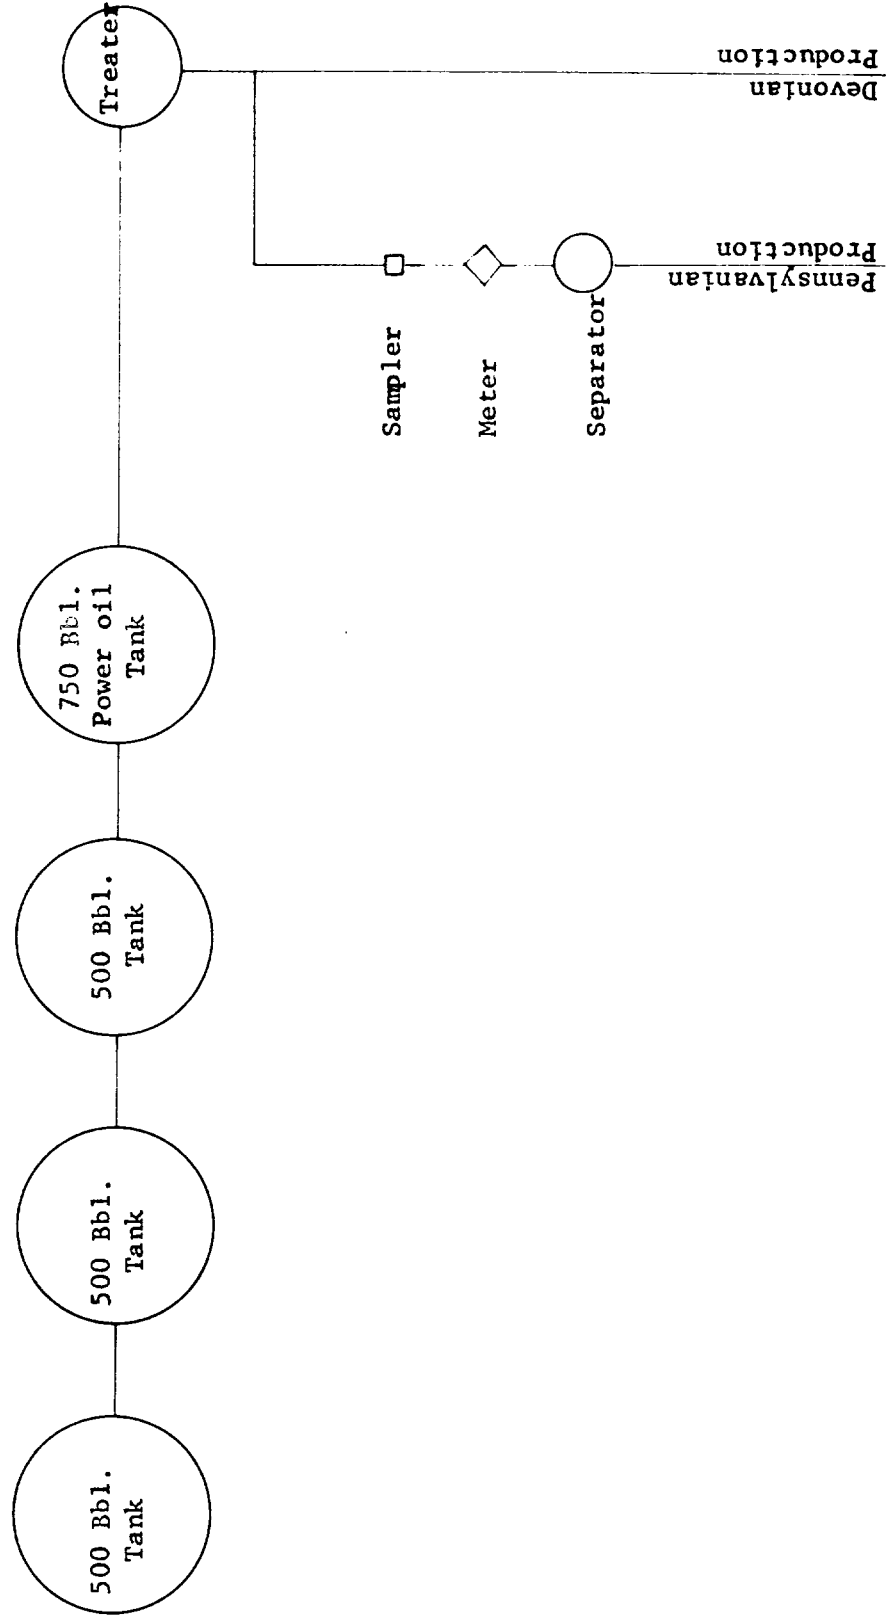 500 Bbl.
Tank
500 Bbl.
Tank
500 Bbl.
Tank
750 Bbl.
Power oil
Tank
Treater
Sampler
Meter
Separator
Pennsylvanian
Production
Devonian
Production